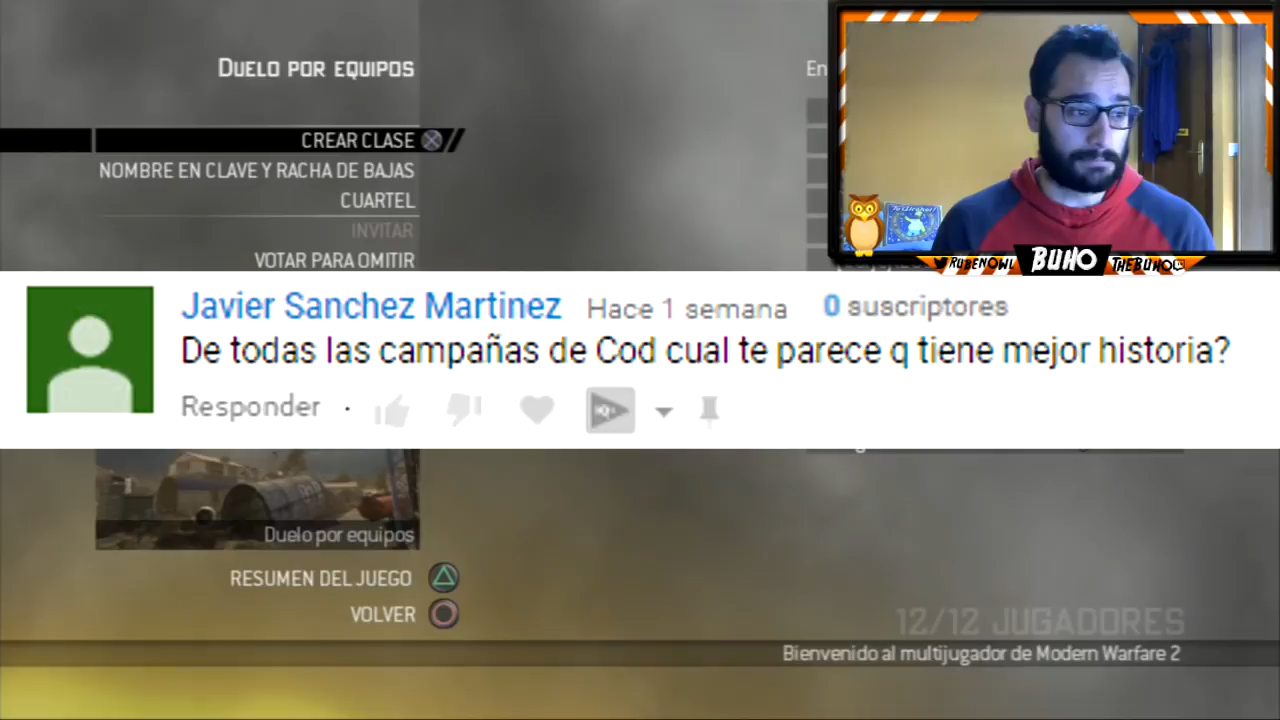 DUELO POR EQUIPOS
En
CREAR CLASE
NOMBRE EN CLAVE Y RACHA DE BAJAS
CUARTEL
INVITAR
VOTAR PARA OMITIR
RUBENOWL
BUHO
THEBUHO
Javier Sanchez Martinez Hace 1 semana 0 suscriptores
De todas las campañas de Cod cual te parece q tiene mejor historia?
Responder ·
Duelo por equipos
RESUMEN DEL JUEGO
VOLVER
12/12 JUGADORES
Bienvenido al multijugador de Modern Warfare 2